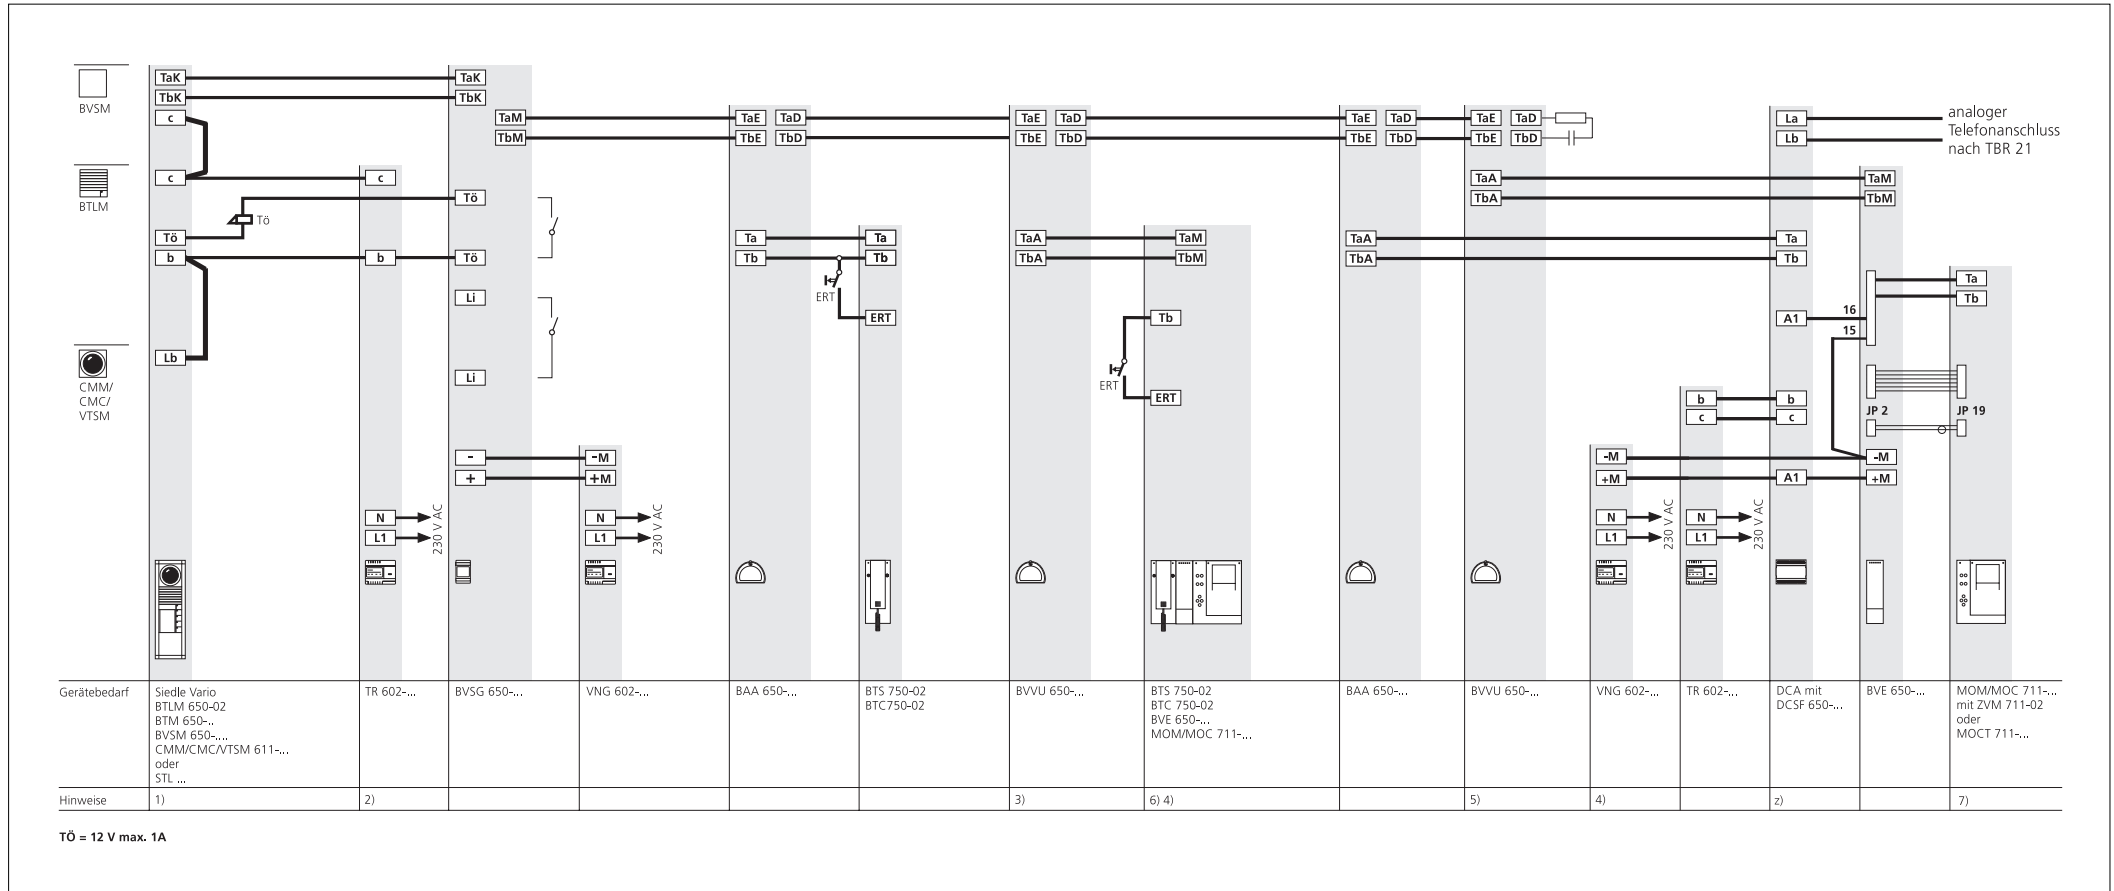 TaK TaK
BVSM TbK TbK
c TaM TaE TaD TaE TaD TaE TaD TaE TaD La analoger
TbM TbE TbD TbE TbD TbE TbD TbE TbD Lb Telefonanschluss
nach TBR 21
c c TaA TaM
BTLM Tö TbA TbM
Tö
Tö Ta Ta TaA TaM TaA Ta
b b Tö Tb Tb TbA TbM TbA Tb
Ta
Li ERT Tb
ERT Tb A1 16
15
Lb
Li ERT
CMM/
CMC/
VTSM
ERT b b
c c JP 2 JP 19
- -M -M -M
+ +M +M A1 +M
N N N N
L1 L1 L1 L1
230 V AC 230 V AC 230 V AC 230 V AC
Gerätebedarf
Siedle Vario
BTLM 650-02
BTM 650-..
BVSM 650-....
CMM/CMC/VTSM 611-...
oder
STL ...
TR 602-...
BVSG 650-...
VNG 602-...
BAA 650-...
BTS 750-02
BTC750-02
BVVU 650-...
BTS 750-02
BTC 750-02
BVE 650-...
MOM/MOC 711-...
BAA 650-...
BVVU 650-...
VNG 602-...
TR 602-...
DCA mit
DCSF 650-...
BVE 650-...
MOM/MOC 711-...
mit ZVM 711-02
oder
MOCT 711-...
Hinweise 1) 2) 3) 6) 4) 5) 4) z) 7)
TÖ = 12 V max. 1A